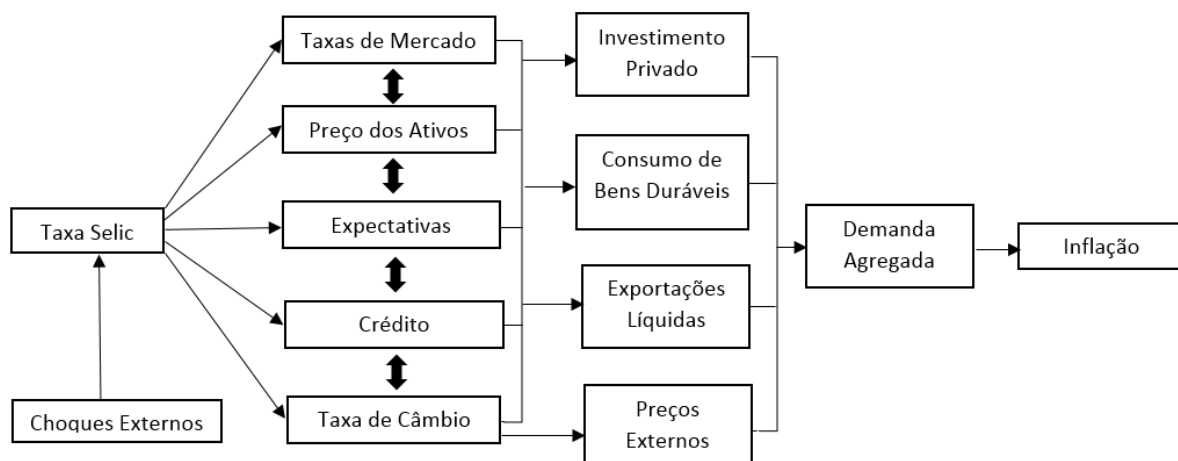 Taxa Selic
Choques Externos
Taxas de Mercado
Preço dos Ativos
Expectativas
Crédito
Taxa de Câmbio
Investimento
Privado
Consumo de
Bens Duráveis
Exportações
Líquidas
Preços
Externos
Demanda
Agregada
Inflação